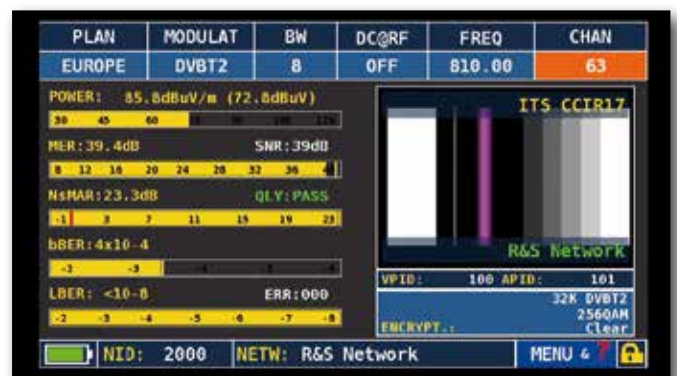 PLAN MODULAT BW DC@RF FREQ CHAN
EUROPE DVBT2 8 OFF 810.00 63
POWER: 85.8dBuV/m (72.8dBuV)
30 45 60
MER:39.4dB SNR:39dB
8 12 16 20 24 28 32 36
NsMAR:23.3dB QLY:PASS
-1 3 7 11 15 19 23
bBER:4x10-4
-2 -3
LBER: <10-8 ERR:000
-2 -3 -4 -5 -6 -7 -8
ITS CCIR17
R&S Network
VPID: 100 APID: 101
32K DVBT2
256QAM
ENCRYPT.: Clear
NID: 2000 NETW: R&S Network MENU & ?